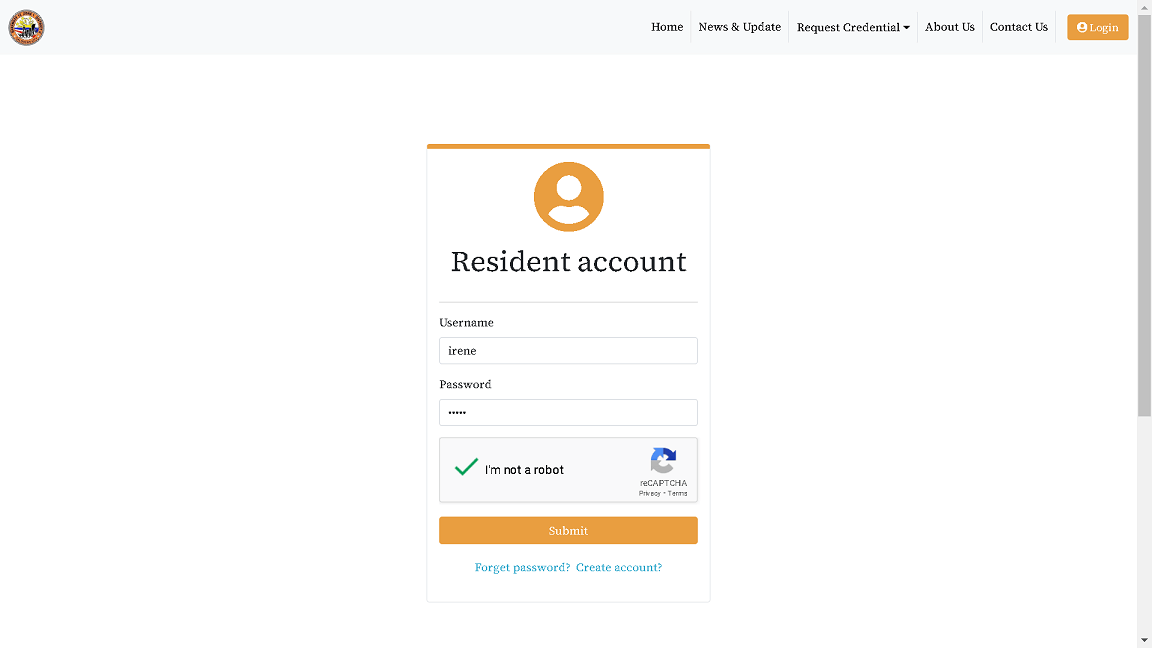 Home
News & Update
Request Credential
About Us
Contact Us
Login
Resident account
Username
irene
Password
•••••
I'm not a robot
reCAPTCHA
Privacy - Terms
Submit
Forget password? Create account?